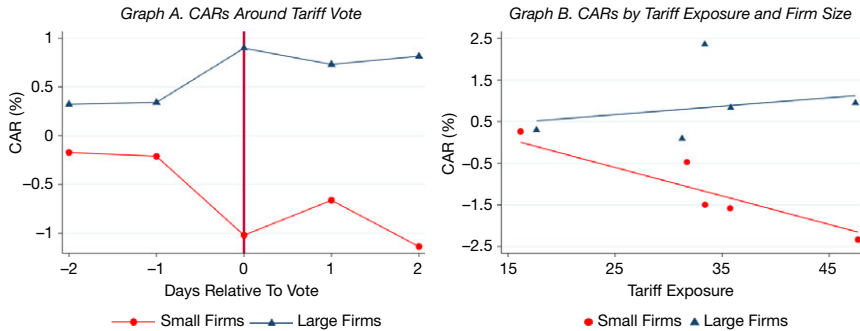 Graph A. CARs Around Tariff Vote
CAR (%)
1
0.5
0
−0.5
−1
−2
−1
0
1
2
Days Relative To Vote
Small Firms
Large Firms
Graph B. CARs by Tariff Exposure and Firm Size
CAR (%)
2.5
1.5
0.5
−0.5
−1.5
−2.5
15
25
35
45
Tariff Exposure
Small Firms
Large Firms